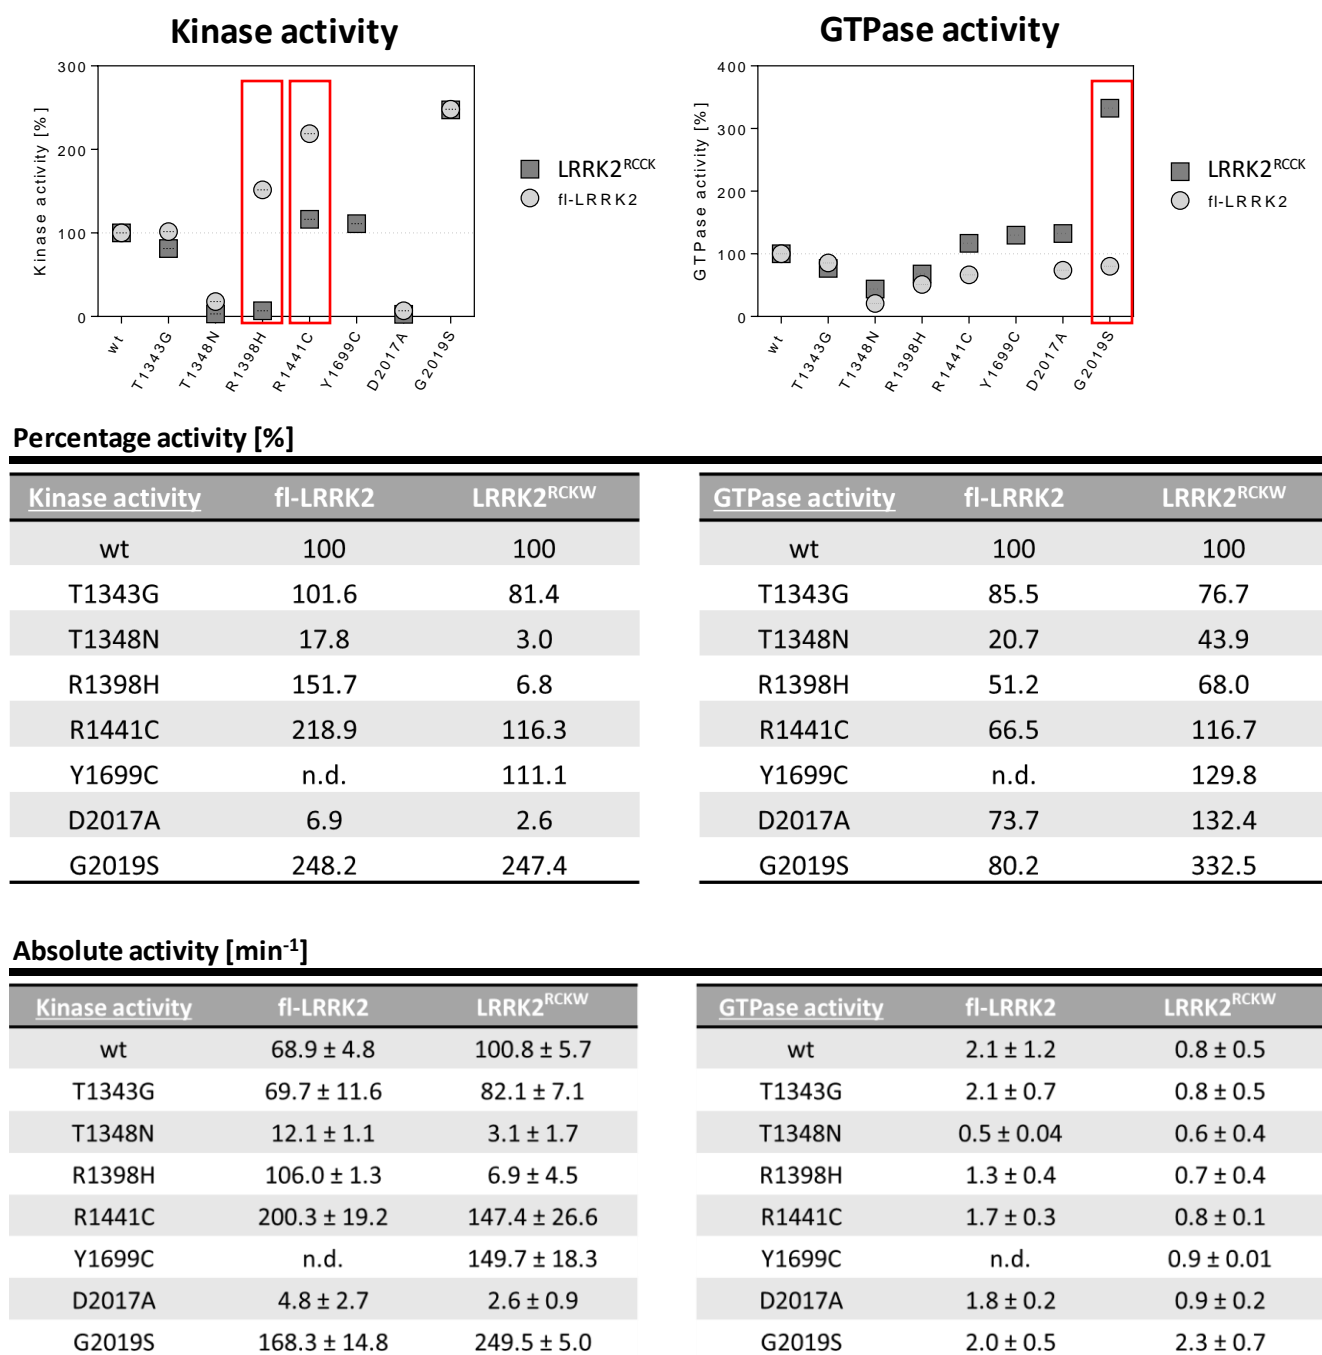 Kinase activity
300
200
100
0
Kinase activity [%]
wt
T1343G
T1348N
R1398H
R1441C
Y1699C
D2017A
G2019S
LRRK2RCCK
fl-LRRK2
GTPase activity
400
300
200
100
0
GTPase activity [%]
wt
T1343G
T1348N
R1398H
R1441C
Y1699C
D2017A
G2019S
LRRK2RCCK
fl-LRRK2
Percentage activity [%]
Kinase activity fl-LRRK2 LRRK2RCKW
wt 100 100
T1343G 101.6 81.4
T1348N 17.8 3.0
R1398H 151.7 6.8
R1441C 218.9 116.3
Y1699C n.d. 111.1
D2017A 6.9 2.6
G2019S 248.2 247.4
GTPase activity fl-LRRK2 LRRK2RCKW
wt 100 100
T1343G 85.5 76.7
T1348N 20.7 43.9
R1398H 51.2 68.0
R1441C 66.5 116.7
Y1699C n.d. 129.8
D2017A 73.7 132.4
G2019S 80.2 332.5
Absolute activity [min-1]
Kinase activity fl-LRRK2 LRRK2RCKW
wt 68.9 ± 4.8 100.8 ± 5.7
T1343G 69.7 ± 11.6 82.1 ± 7.1
T1348N 12.1 ± 1.1 3.1 ± 1.7
R1398H 106.0 ± 1.3 6.9 ± 4.5
R1441C 200.3 ± 19.2 147.4 ± 26.6
Y1699C n.d. 149.7 ± 18.3
D2017A 4.8 ± 2.7 2.6 ± 0.9
G2019S 168.3 ± 14.8 249.5 ± 5.0
GTPase activity fl-LRRK2 LRRK2RCKW
wt 2.1 ± 1.2 0.8 ± 0.5
T1343G 2.1 ± 0.7 0.8 ± 0.5
T1348N 0.5 ± 0.04 0.6 ± 0.4
R1398H 1.3 ± 0.4 0.7 ± 0.4
R1441C 1.7 ± 0.3 0.8 ± 0.1
Y1699C n.d. 0.9 ± 0.01
D2017A 1.8 ± 0.2 0.9 ± 0.2
G2019S 2.0 ± 0.5 2.3 ± 0.7